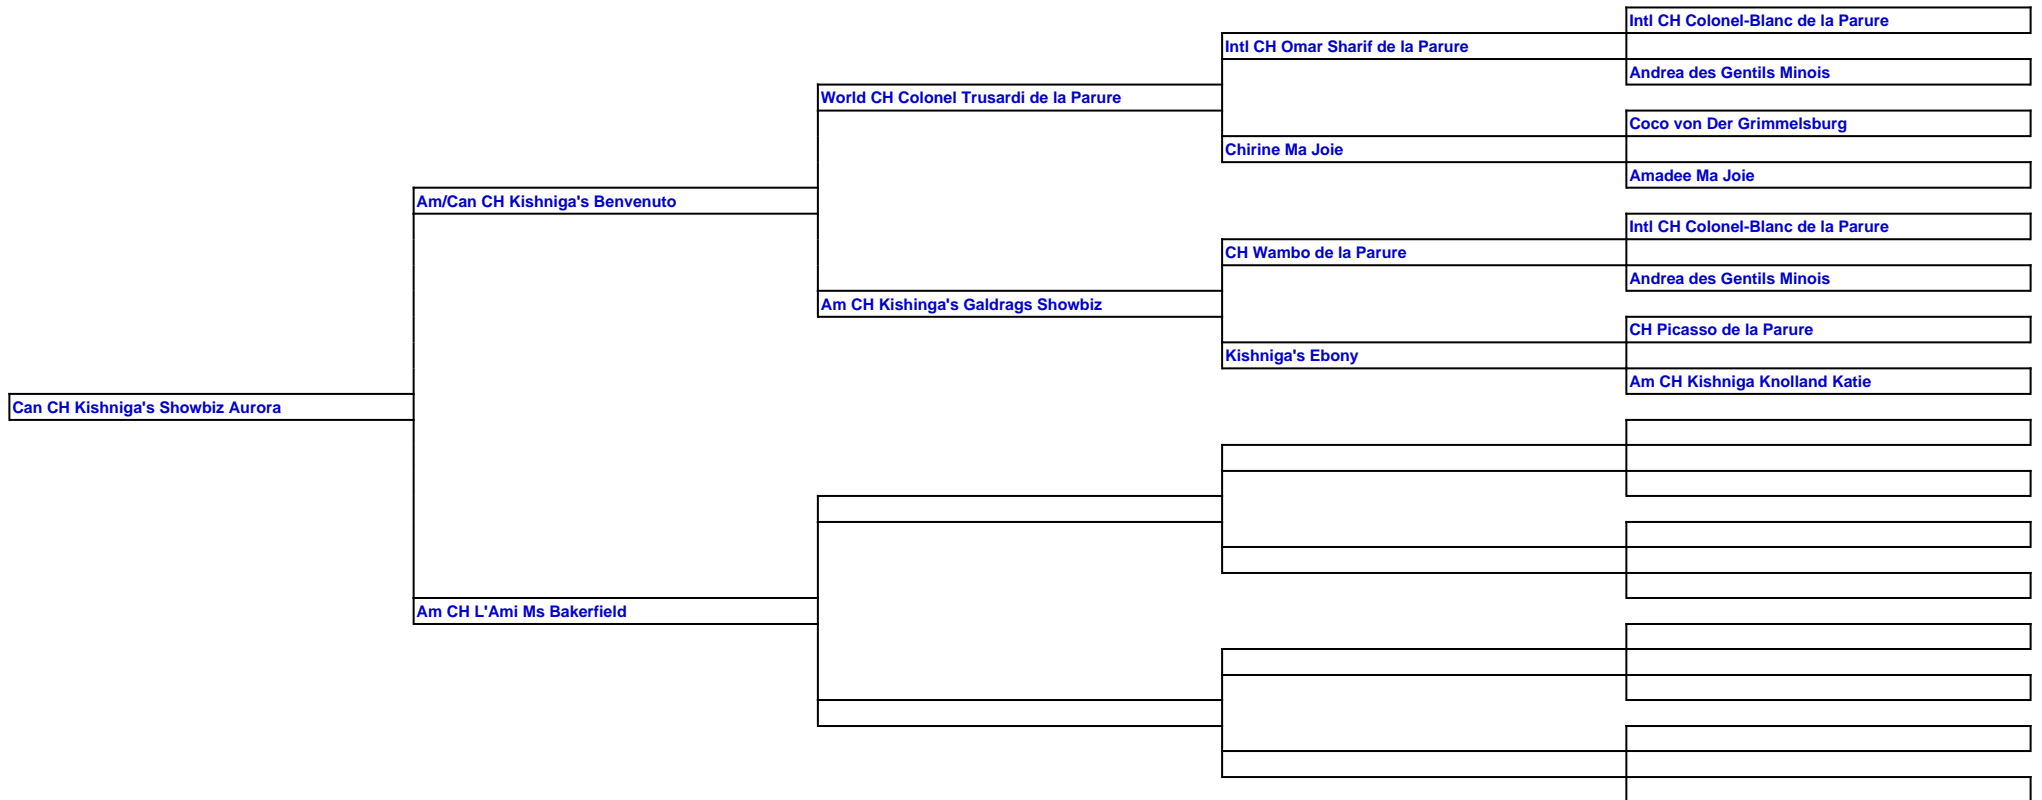 Intl CH Colonel-Blanc de la Parure
Intl CH Omar Sharif de la Parure
Andrea des Gentils Minois
World CH Colonel Trusardi de la Parure
Coco von Der Grimmelsburg
Chirine Ma Joie
Amadee Ma Joie
Am/Can CH Kishniga's Benvenuto
Intl CH Colonel-Blanc de la Parure
CH Wambo de la Parure
Andrea des Gentils Minois
Am CH Kishinga's Galdrags Showbiz
CH Picasso de la Parure
Kishniga's Ebony
Am CH Kishniga Knolland Katie
Can CH Kishniga's Showbiz Aurora
Am CH L'Ami Ms Bakerfield